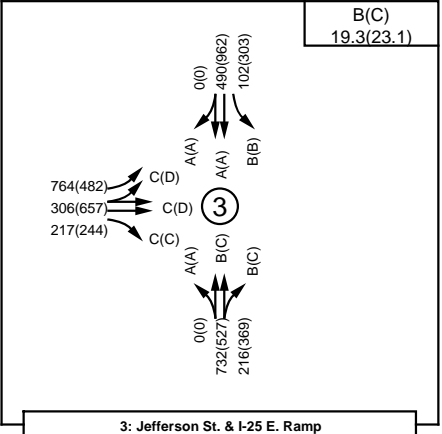 B(C)
19.3(23.1)
0(0)
490(962)
102(303)
A(A)
A(A)
B(B)
764(482)
306(657)
217(244)
C(D)
C(D)
C(C)
3
A(A)
B(C)
B(C)
0(0)
732(527)
216(369)
3: Jefferson St. & I-25 E. Ramp